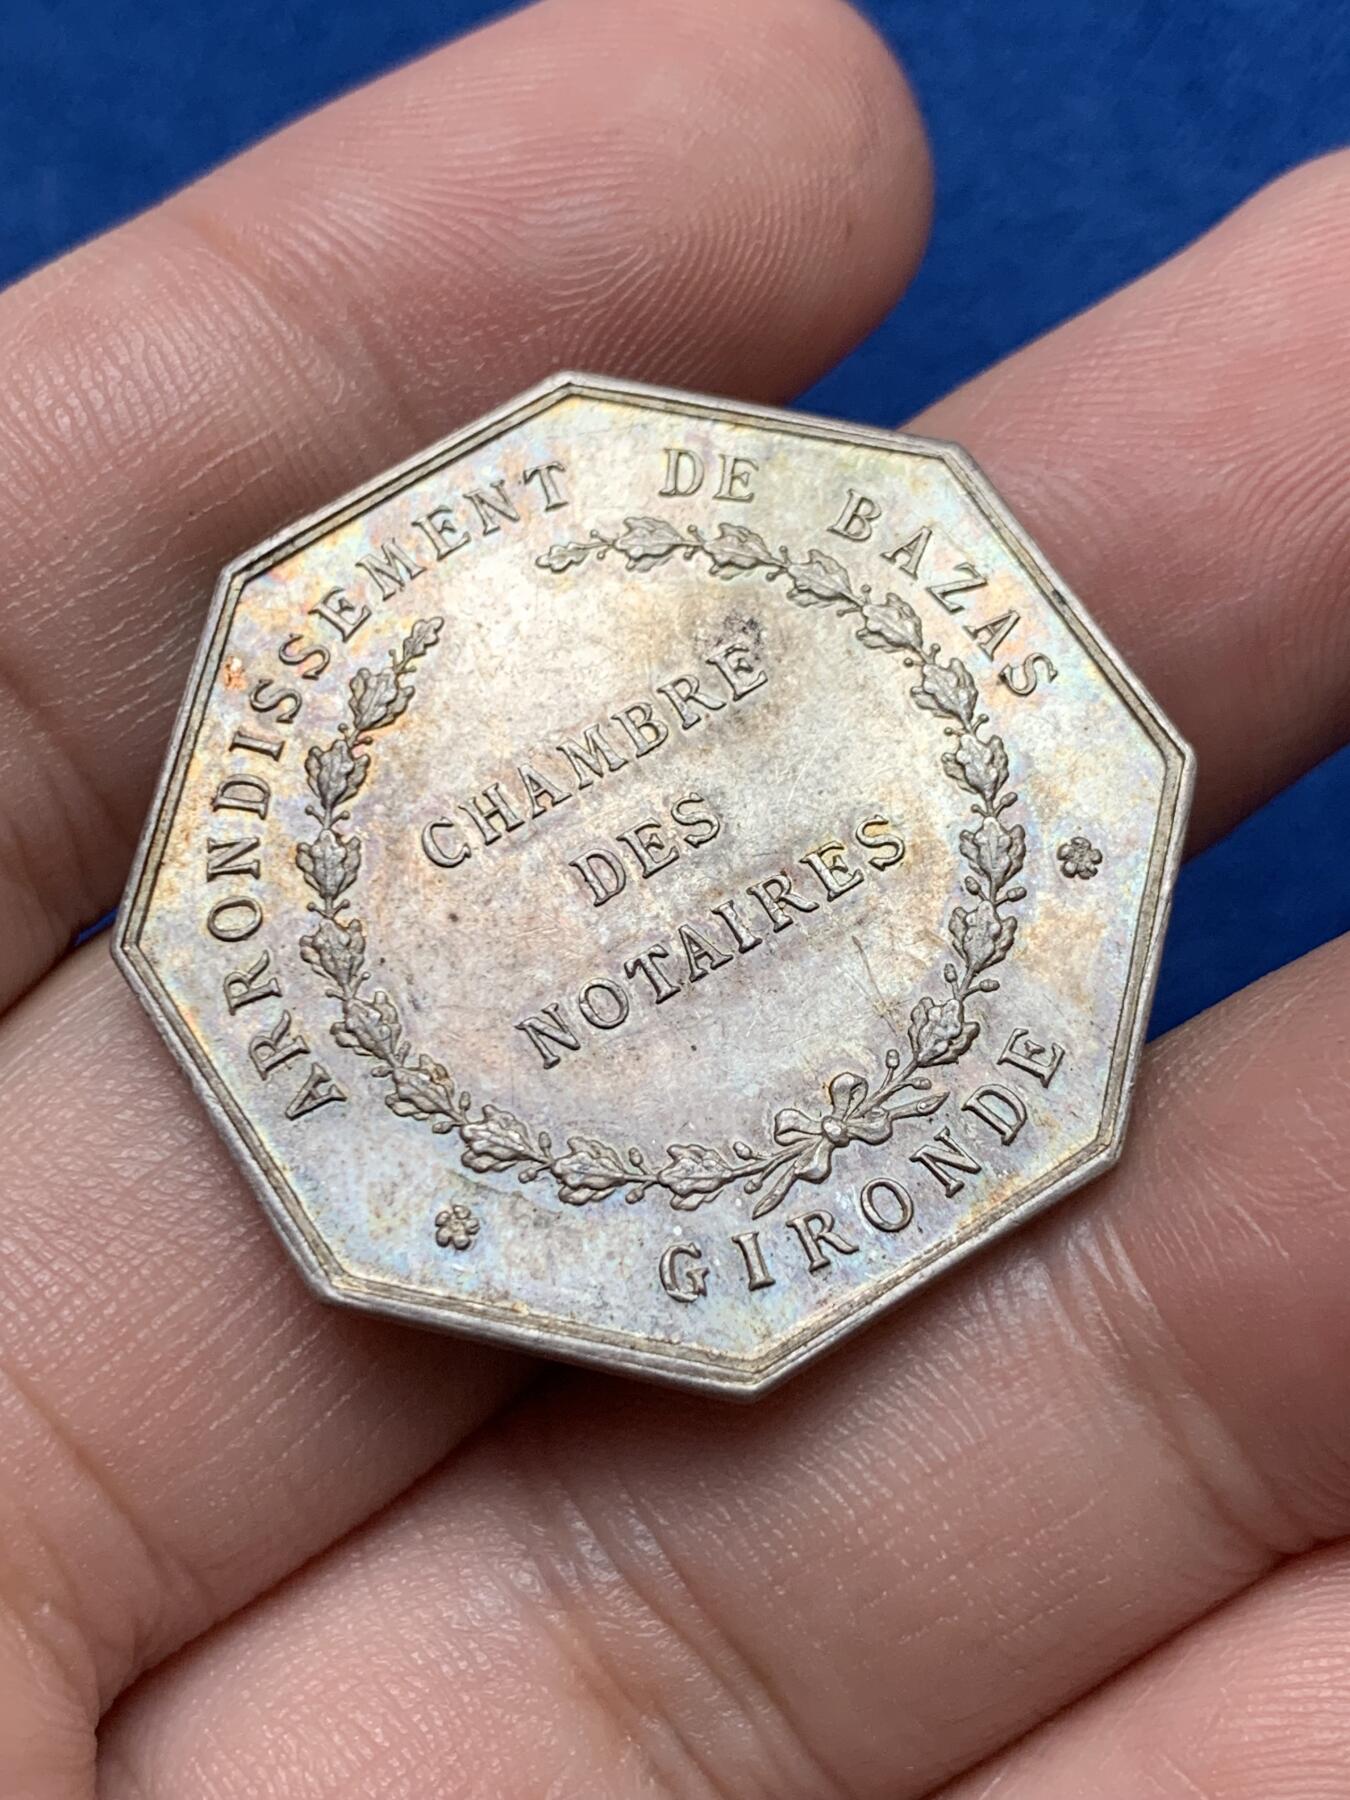 ARRONDISSEMENT DE BAZAS
CHAMBRE
DES
NOTAIRES
GIRONDE